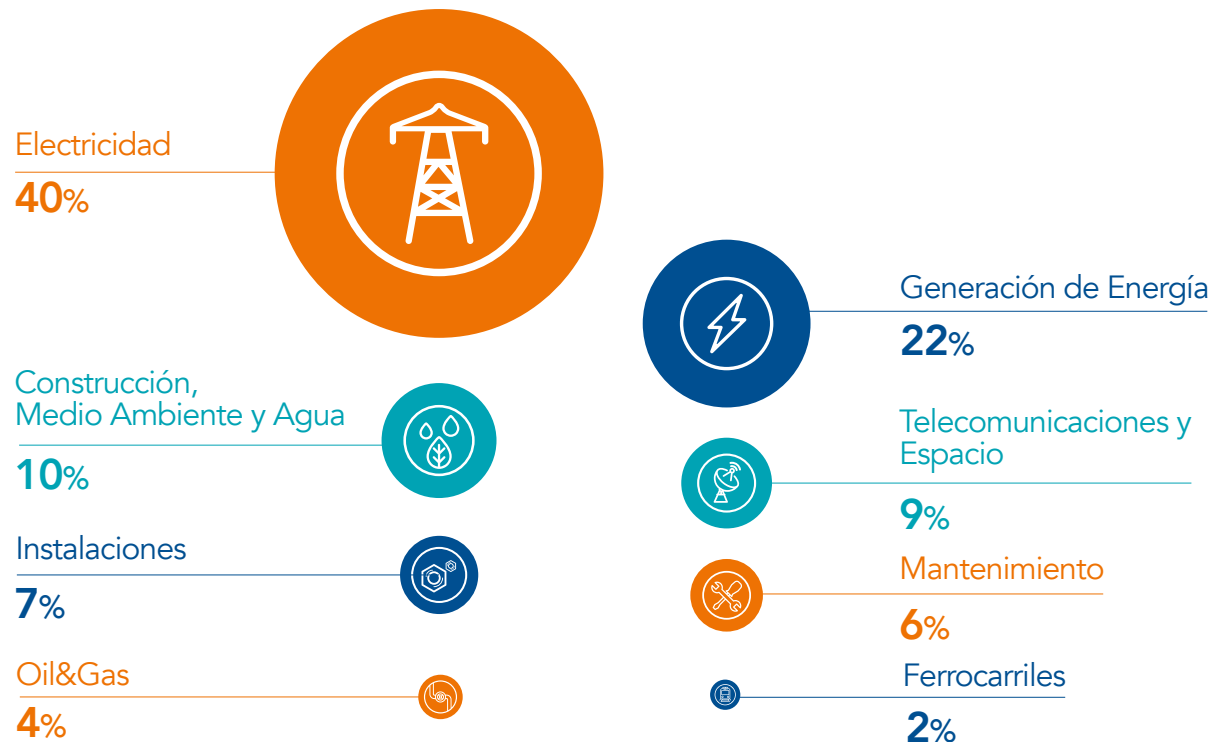 Electricidad
40%
Generación de Energía
22%
Construcción,
Medio Ambiente y Agua
10%
Telecomunicaciones y
Espacio
9%
Instalaciones
7%
Mantenimiento
6%
Oil&Gas
4%
Ferrocarriles
2%